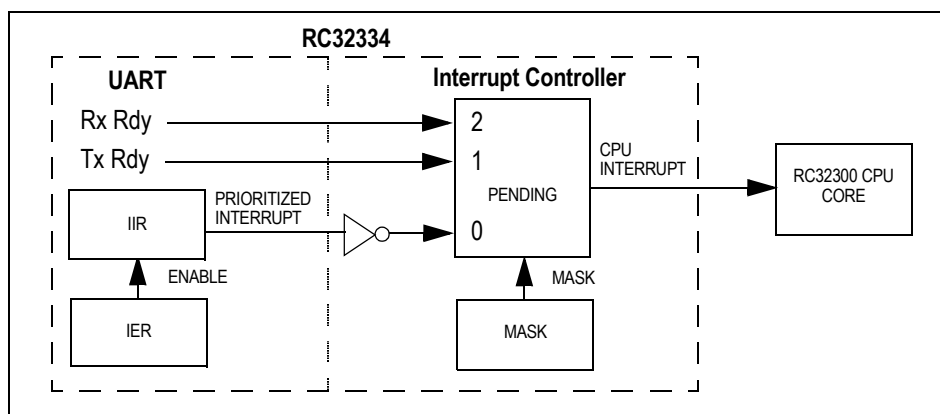 RC32334
UART
Interrupt Controller
Rx Rdy
2
Tx Rdy
1
CPU
INTERRUPT
RC32300 CPU
CORE
PENDING
PRIORITIZED
INTERRUPT
IIR
0
ENABLE
MASK
IER
MASK